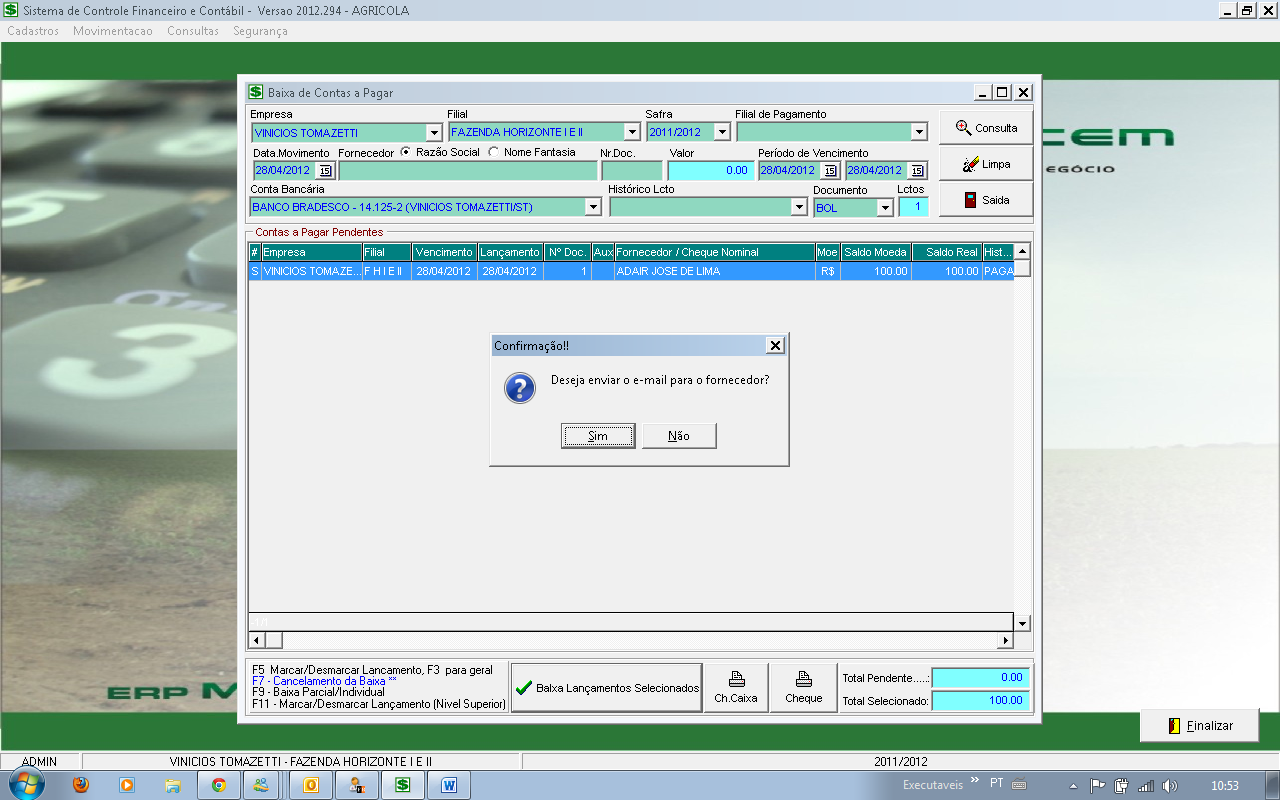 Sistema de Controle Financeiro e Contábil - Versao 2012.294 - AGRICOLA
Cadastros Movimentacao Consultas Segurança
Baixa de Contas a Pagar
Empresa Filial Safra Filial de Pagamento
VINICIOS TOMAZETTI FAZENDA HORIZONTE I E II 2011/2012
Consulta
Data.Movimento Fornecedor Razão Social Nome Fantasia Nr.Doc. Valor Período de Vencimento
28/04/2012 15 0.00 28/04/2012 15 28/04/2012 15
Limpa
EGÓCIO
Conta Bancária Histórico Lcto Documento Lctos
BANCO BRADESCO - 14.125-2 (VINICIOS TOMAZETTI/ST) BOL 1
Saida
Contas a Pagar Pendentes
# Empresa Filial Vencimento Lançamento Nº Doc. Aux Fornecedor / Cheque Nominal Moe Saldo Moeda Saldo Real Hist...
S VINICIOS TOMAZE... F H I E II 28/04/2012 28/04/2012 1 ADAIR JOSE DE LIMA R$ 100.00 100.00 PAGA
Confirmação!!
Deseja enviar o e-mail para o fornecedor?
Sim Não
-1/1
F5 Marcar/Desmarcar Lancamento, F3 para geral
F7 - Cancelamento da Baixa **
F9 - Baixa Parcial/Individual
F11 - Marcar/Desmarcar Lançamento (Nivel Superior)
Baixa Lançamentos Selecionados
Ch.Caixa
Cheque
Total Pendente.....: 0.00
Total Selecionado: 100.00
ERP M
Finalizar
ADMIN VINICIOS TOMAZETTI - FAZENDA HORIZONTE I E II 2011/2012
Executaveis » PT 10:53